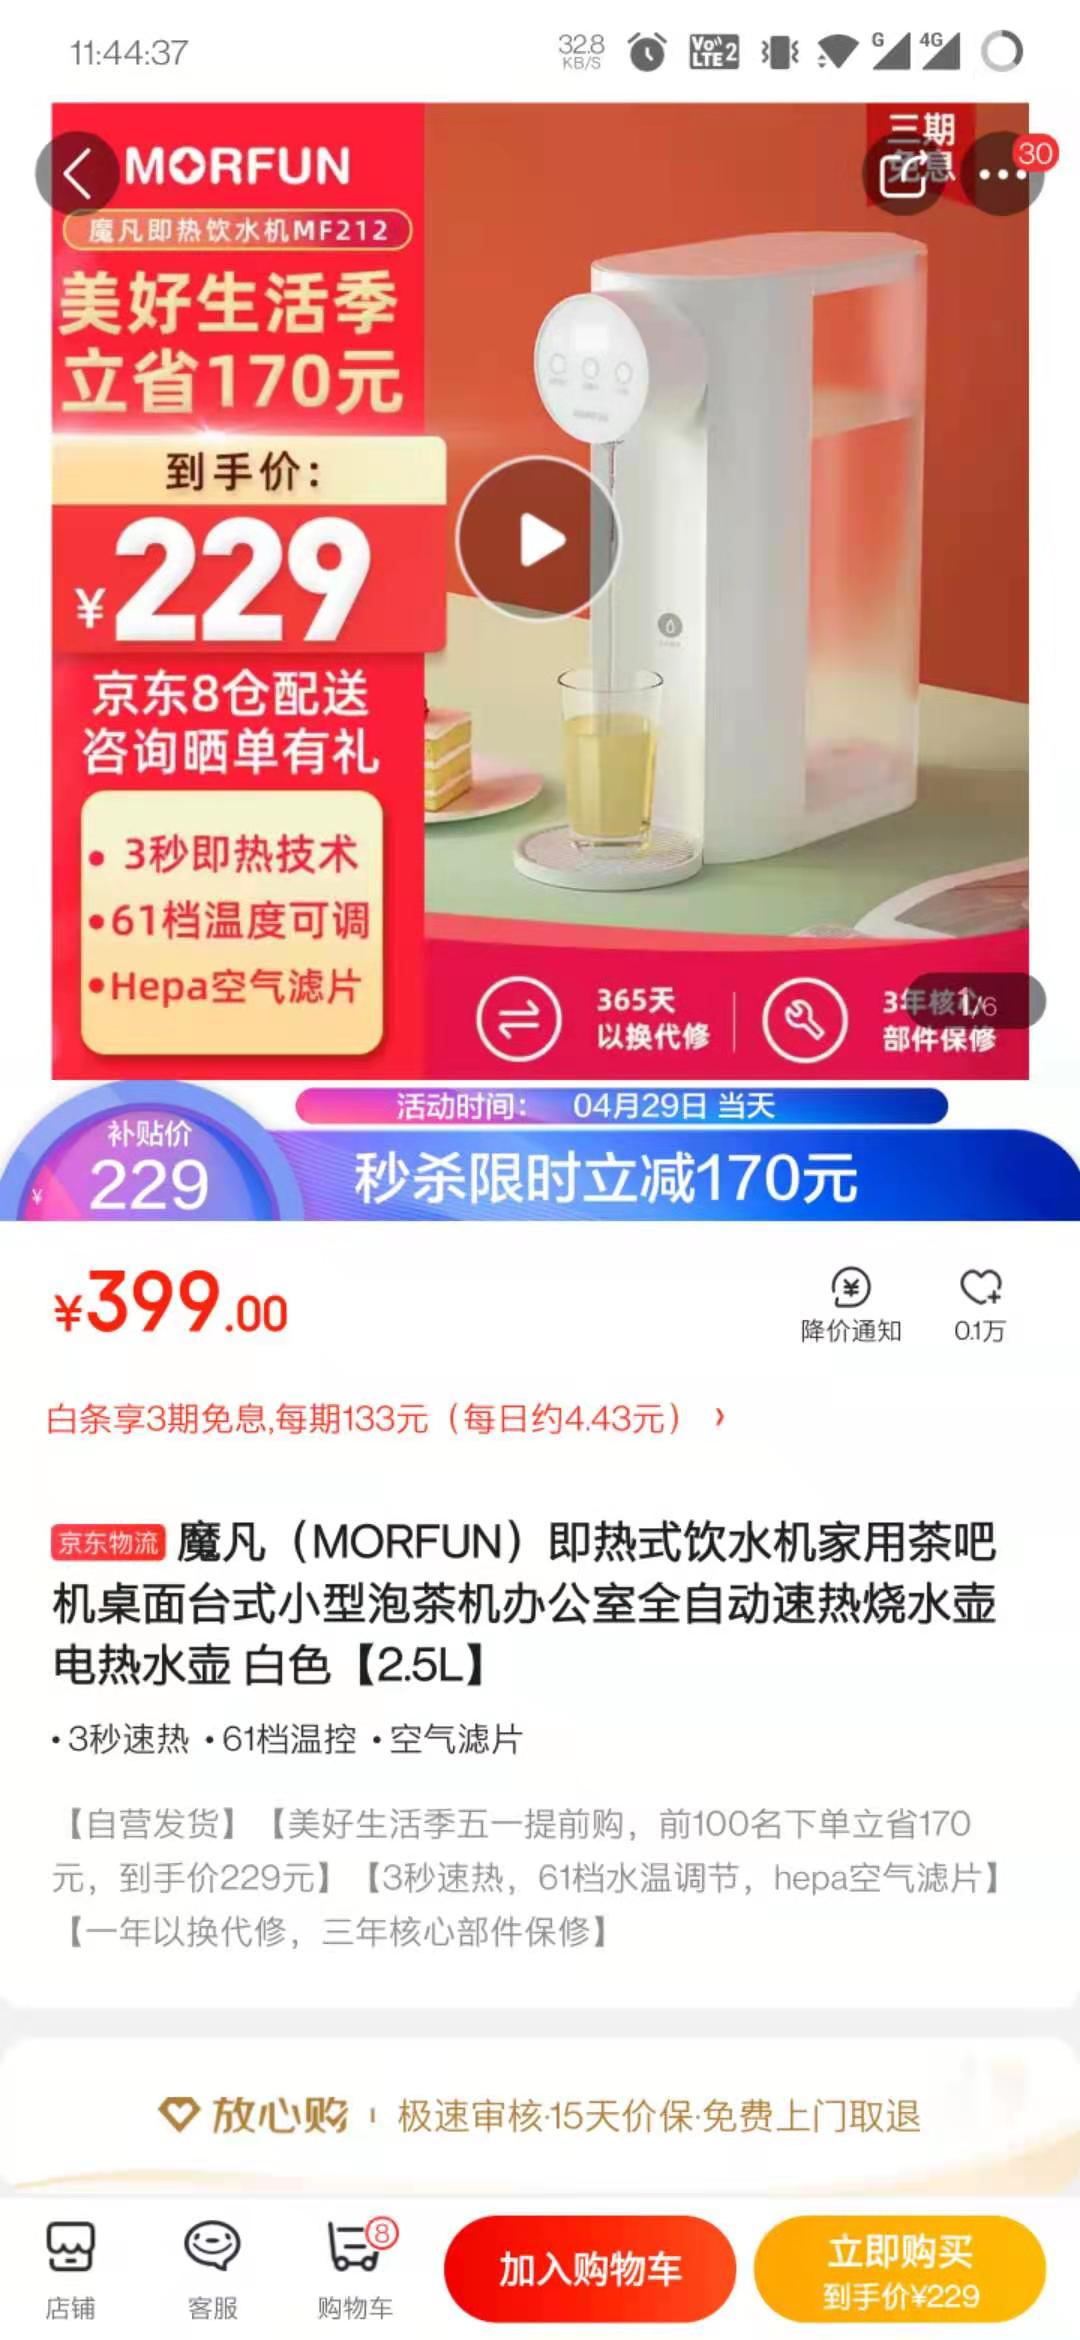 11:44:37
32.8
KB/S
Vo
LTE 2
G
4G
MORFUN
三期
免息
30
魔凡即热饮水机MF212
美好生活季
立省170元
到手价：
¥229
京东8仓配送
咨询晒单有礼
• 3秒即热技术
•61档温度可调
•Hepa空气滤片
365天
以换代修
3年核心
部件保修
1/6
活动时间： 04月29日 当天
补贴价
¥ 229
秒杀限时立减170元
¥399.00
降价通知
0.1万
白条享3期免息,每期133元（每日约4.43元）
京东物流 魔凡（MORFUN）即热式饮水机家用茶吧
机桌面台式小型泡茶机办公室全自动速热烧水壶
电热水壶 白色【2.5L】
·3秒速热 ·61档温控 ·空气滤片
【自营发货】【美好生活季五一提前购，前100名下单立省170
元，到手价229元】【3秒速热，61档水温调节，hepa空气滤片】
【一年以换代修，三年核心部件保修】
放心购 极速审核·15天价保·免费上门取退
店铺
客服
8
购物车
加入购物车
立即购买
到手价¥229